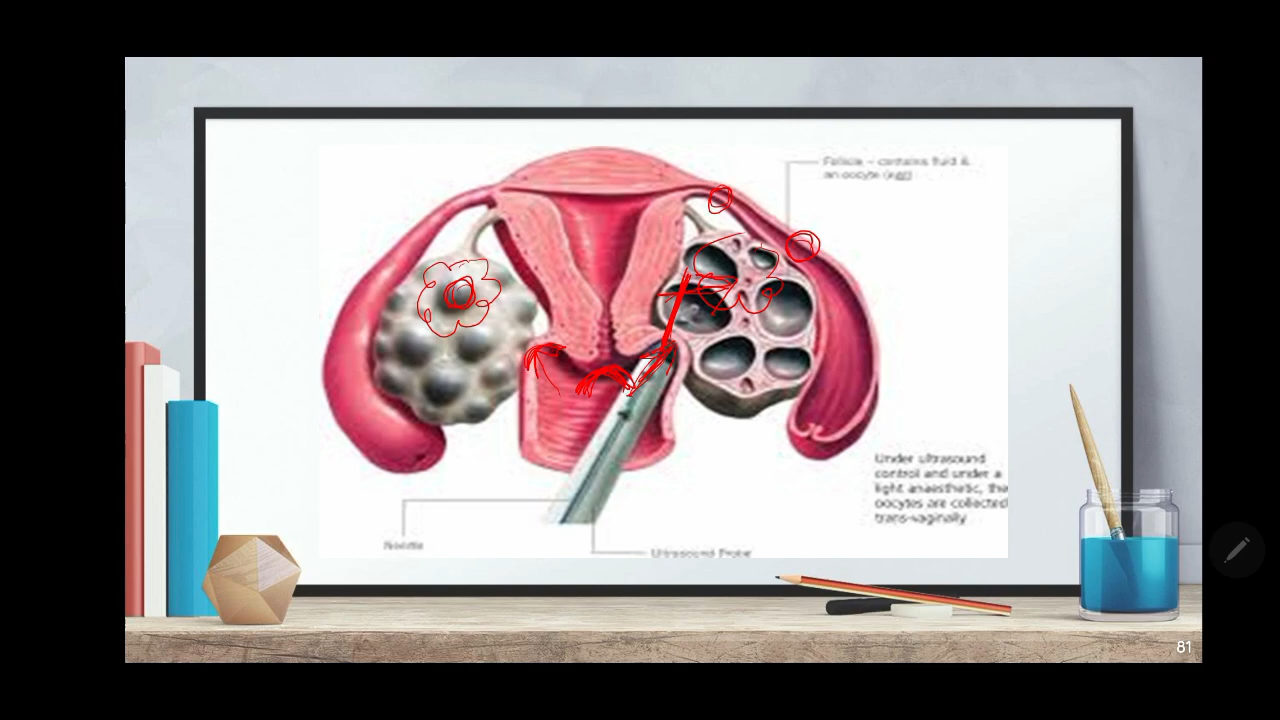 Follicle – contains fluid &
an oocyte (egg)
Under ultrasound
control and under a
light anaesthetic, the
oocytes are collected
trans-vaginally
Needle
Ultrasound Probe
81